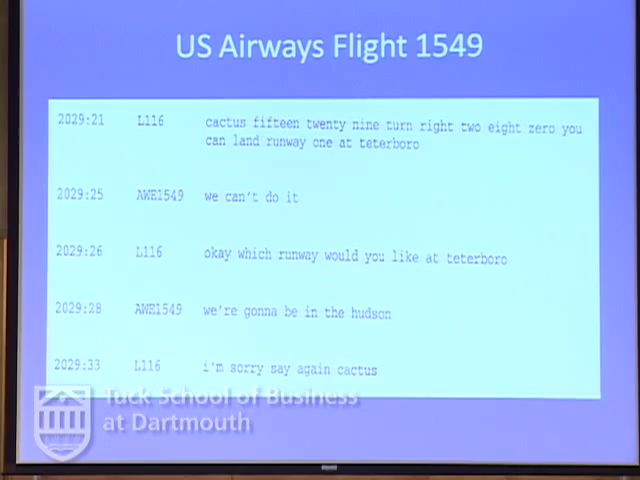 US Airways Flight 1549
2029:21 L116 cactus fifteen twenty nine turn right two eight zero you
can land runway one at teterboro
2029:25 AWE1549 we can't do it
2029:26 L116 okay which runway would you like at teterboro
2029:28 AWE1549 we're gonna be in the hudson
2029:33 L116 i'm sorry say again cactus
Tuck School of Business
at Dartmouth